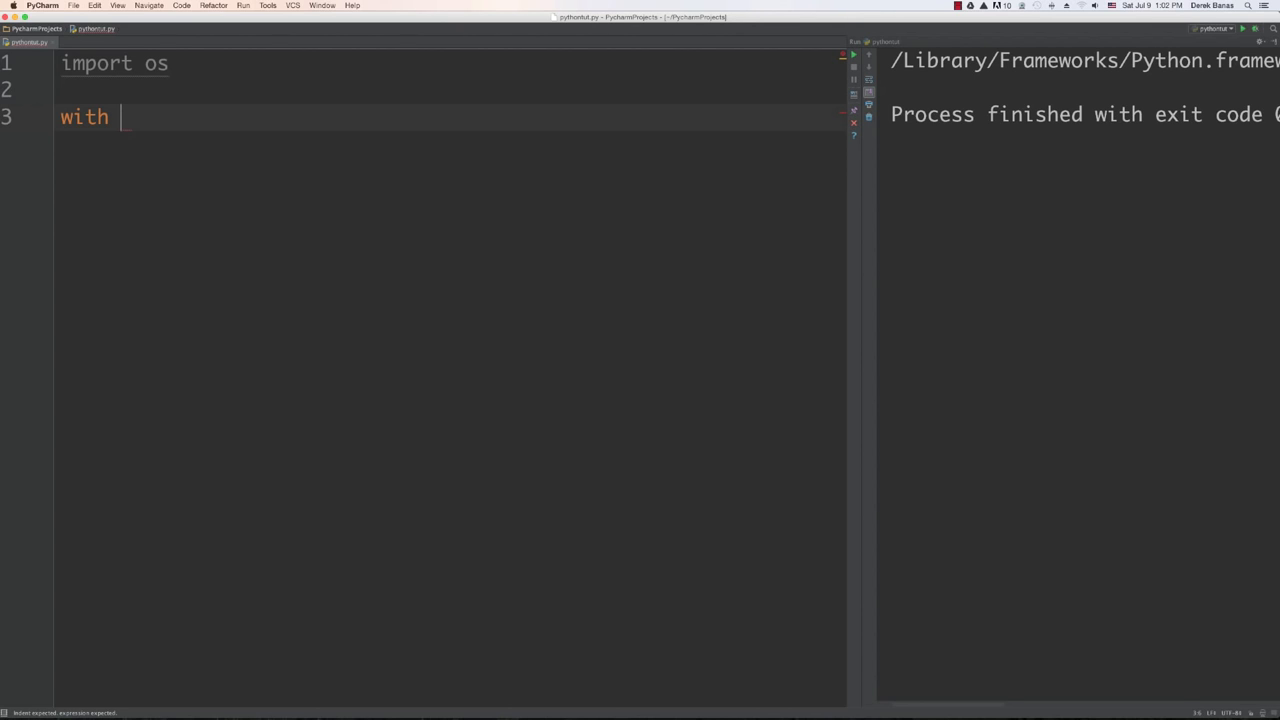 PyCharm File Edit View Navigate Code Refactor Run Tools VCS Window Help 10 Sat Jul 9 1:02 PM Derek Banas
pythontut.py - PycharmProjects - [~/PycharmProjects]
PycharmProjects pythontut.py pythontut
pythontut.py Run pythontut
1 import os
2
3 with
/Library/Frameworks/Python.framew
Process finished with exit code 0
Indent expected. expression expected. 3:6 LF÷ UTF-8÷